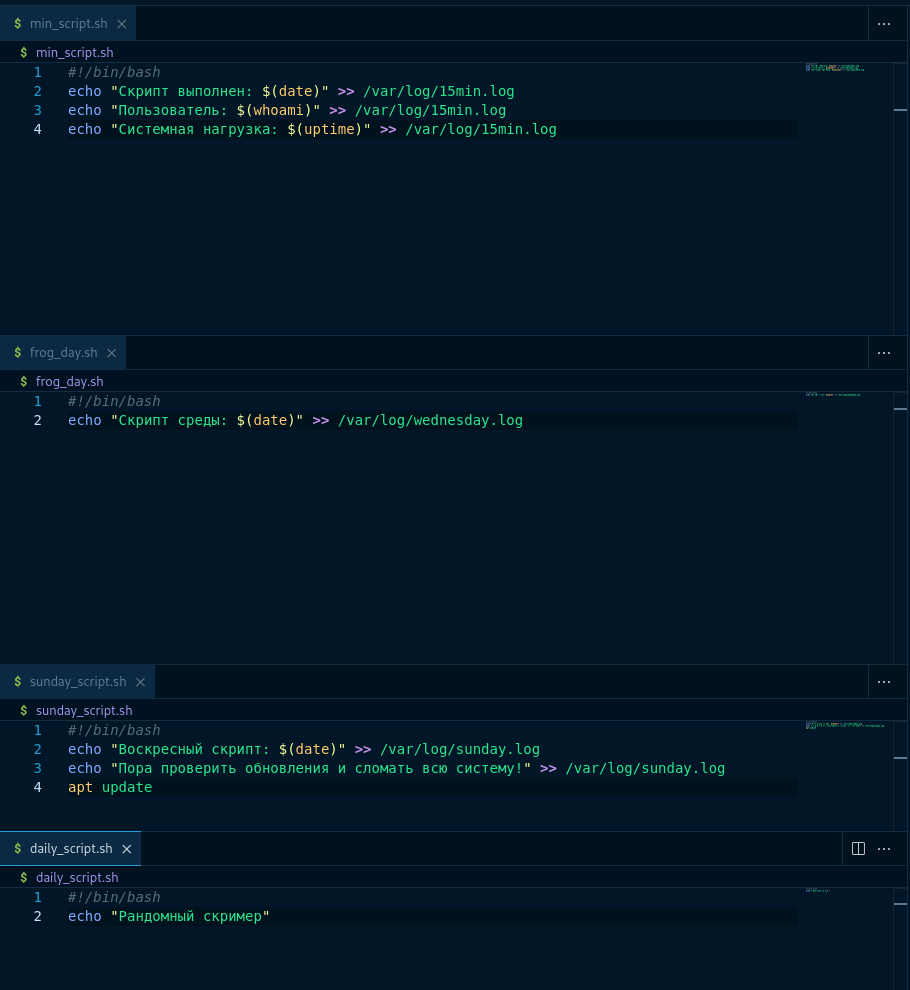 $ min_script.sh
$ min_script.sh
1 #!/bin/bash
2 echo "Скрипт выполнен: $(date)" >> /var/log/15min.log
3 echo "Пользователь: $(whoami)" >> /var/log/15min.log
4 echo "Системная нагрузка: $(uptime)" >> /var/log/15min.log
$ frog_day.sh
$ frog_day.sh
1 #!/bin/bash
2 echo "Скрипт среды: $(date)" >> /var/log/wednesday.log
$ sunday_script.sh
$ sunday_script.sh
1 #!/bin/bash
2 echo "Воскресный скрипт: $(date)" >> /var/log/sunday.log
3 echo "Пора проверить обновления и сломать всю систему!" >> /var/log/sunday.log
4 apt update
$ daily_script.sh
$ daily_script.sh
1 #!/bin/bash
2 echo "Рандомный скример"